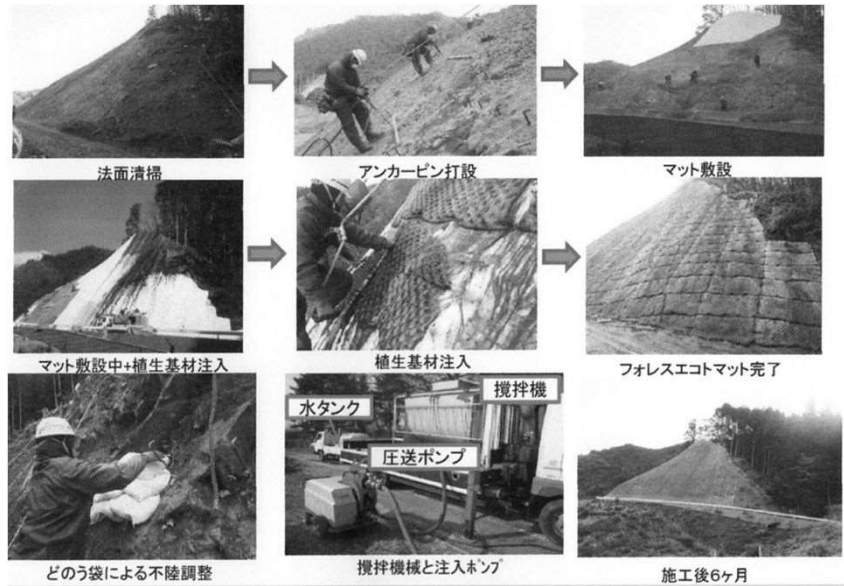 法面清掃
アンカーピン打設
マット敷設
マット敷設中+植生基材注入
植生基材注入
フォレスエコトマット完了
水タンク
攪拌機
圧送ポンプ
どのう袋による不陸調整
攪拌機械と注入ポンプ
施工後6ヶ月